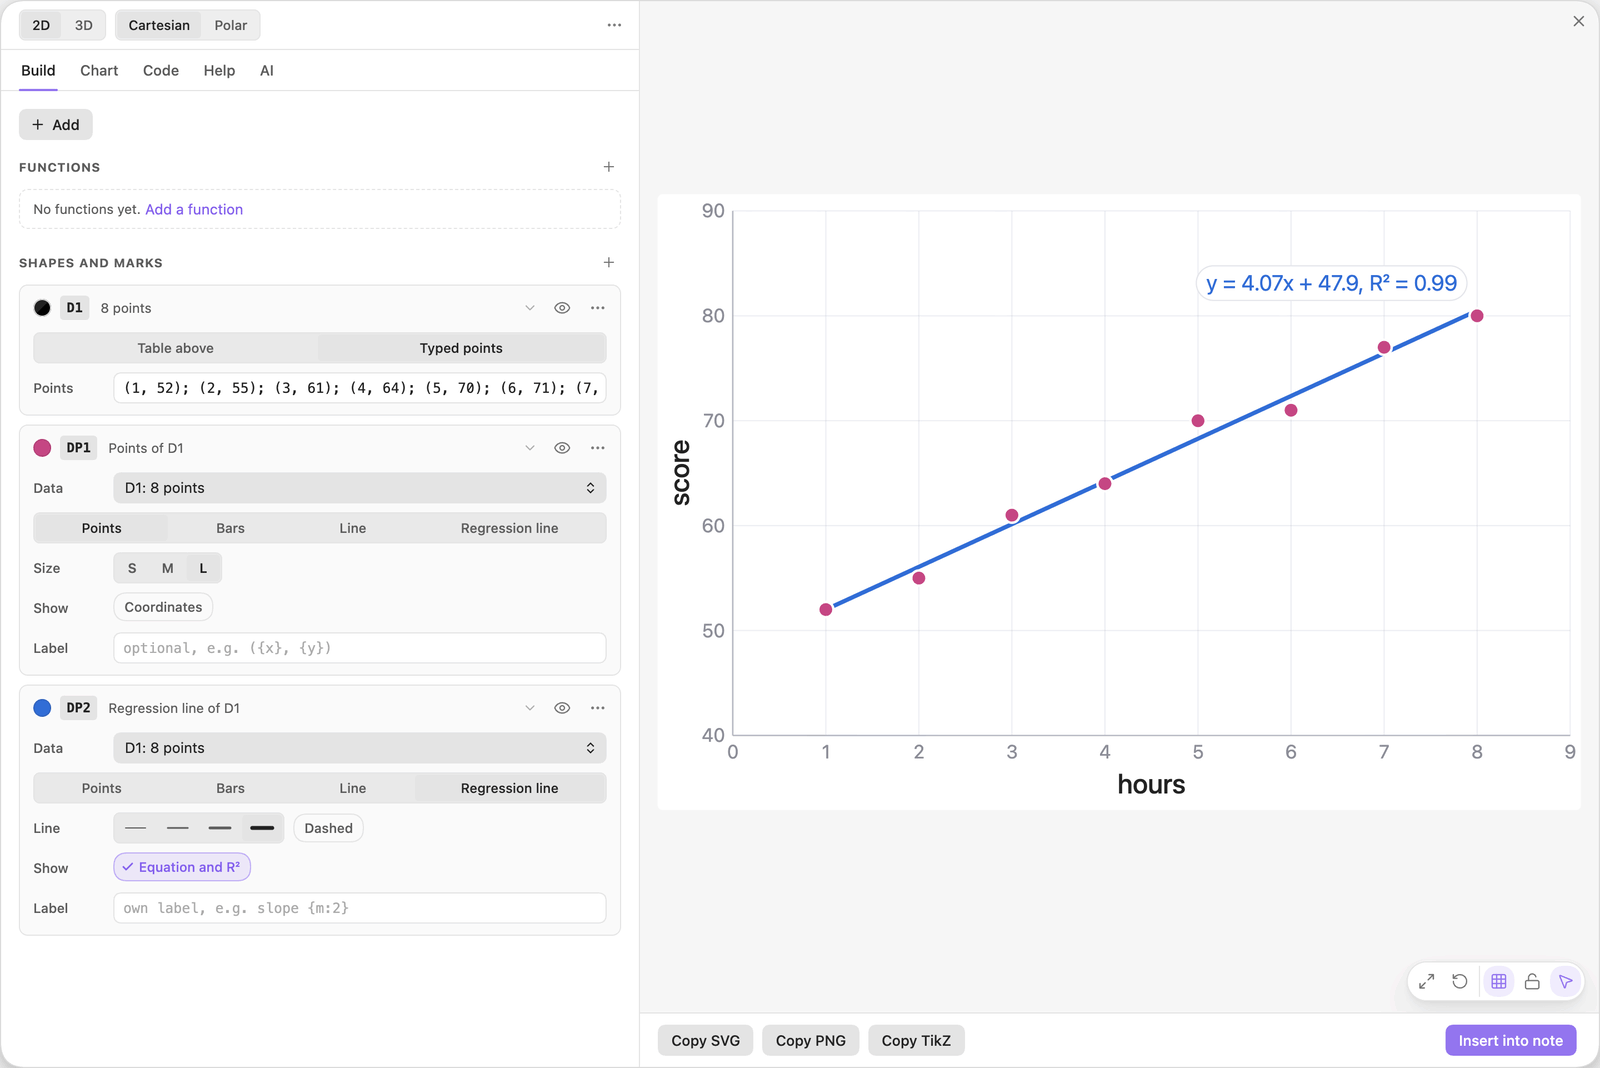 2D 3D Cartesian Polar
Build Chart Code Help AI
+ Add
FUNCTIONS
No functions yet. Add a function
SHAPES AND MARKS
D1 8 points
Table above Typed points
Points (1, 52); (2, 55); (3, 61); (4, 64); (5, 70); (6, 71); (7,
DP1 Points of D1
Data D1: 8 points
Points Bars Line Regression line
Size S M L
Show Coordinates
Label optional, e.g. ({x}, {y})
DP2 Regression line of D1
Data D1: 8 points
Points Bars Line Regression line
Line Dashed
Show Equation and R²
Label own label, e.g. slope {m:2}
90
80
70
60
50
40
score
y = 4.07x + 47.9, R² = 0.99
0 1 2 3 4 5 6 7 8 9
hours
Copy SVG Copy PNG Copy TikZ Insert into note